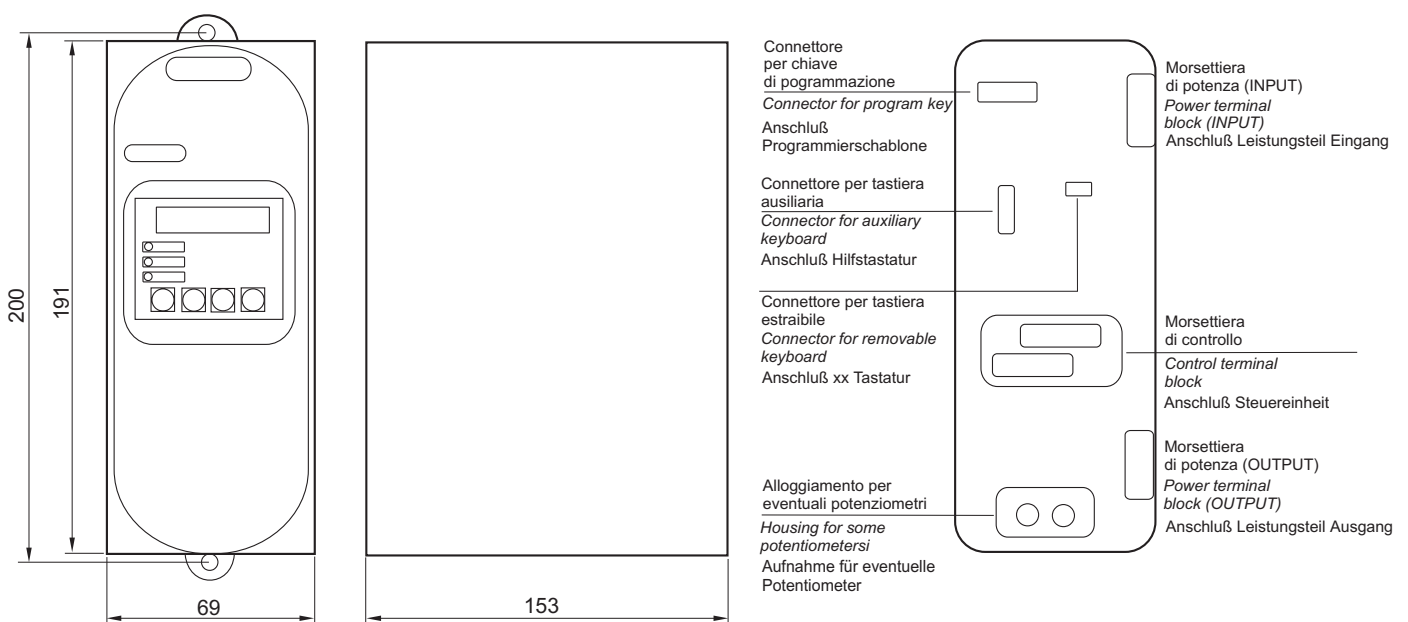 200
191
69
153
Connettore
per chiave
di pogrammazione
Connector for program key
Anschluß
Programmierschablone
Connettore per tastiera
ausiliaria
Connector for auxiliary
keyboard
Anschluß Hilfstastatur
Connettore per tastiera
estraibile
Connector for removable
keyboard
Anschluß xx Tastatur
Alloggiamento per
eventuali potenziometri
Housing for some
potentiometersi
Aufnahme für eventuelle
Potentiometer
Morsettiera
di potenza (INPUT)
Power terminal
block (INPUT)
Anschluß Leistungsteil Eingang
Morsettiera
di controllo
Control terminal
block
Anschluß Steuereinheit
Morsettiera
di potenza (OUTPUT)
Power terminal
block (OUTPUT)
Anschluß Leistungsteil Ausgang